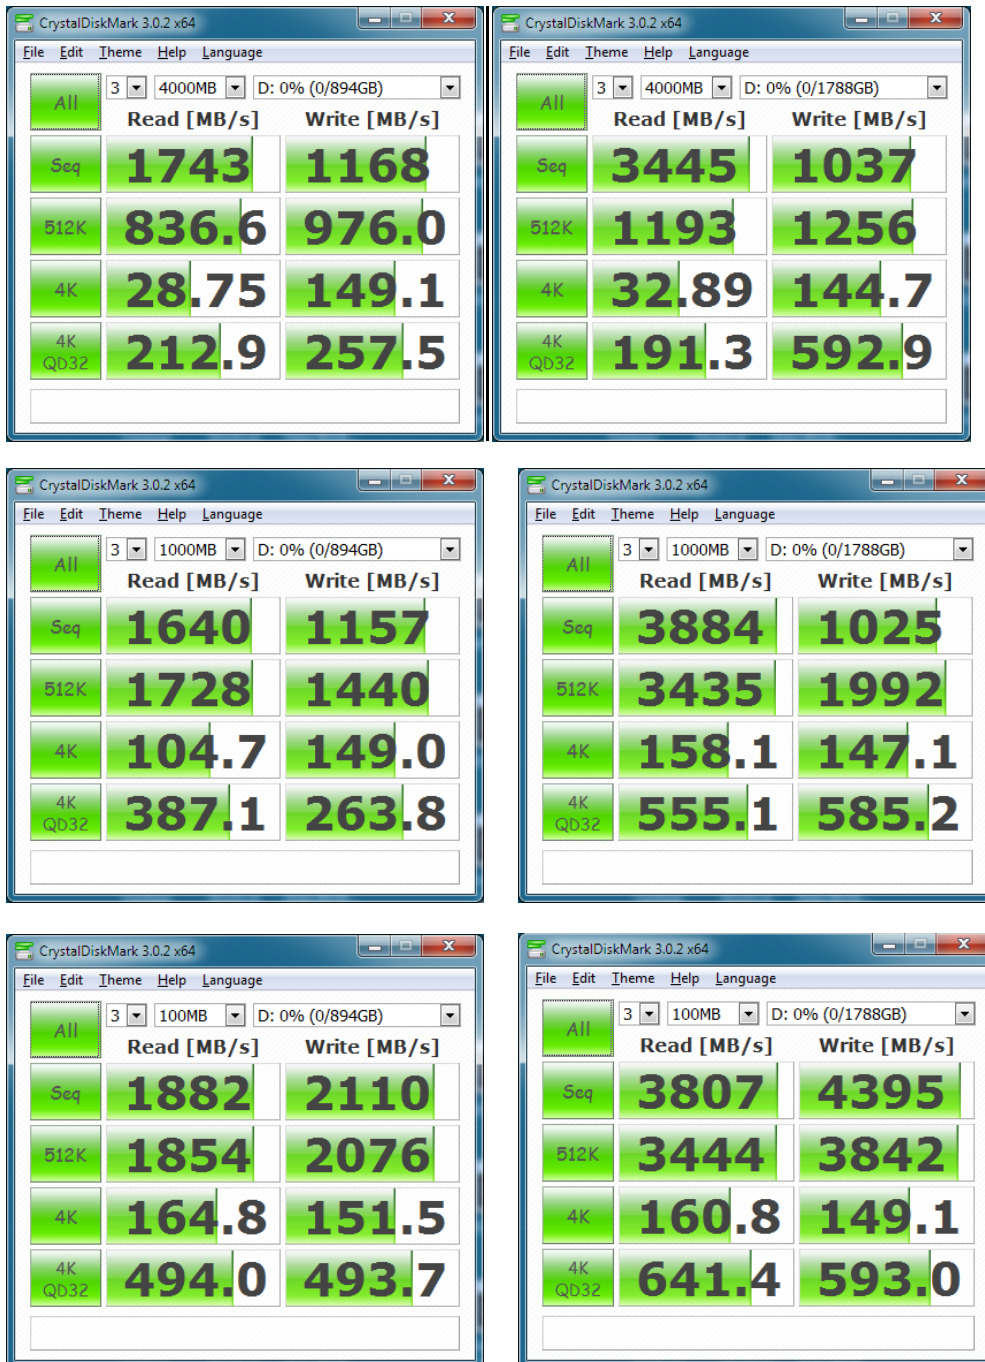 CrystalDiskMark 3.0.2 x64
File Edit Theme Help Language
All 3 4000MB D: 0% (0/894GB)
Read [MB/s] Write [MB/s]
Seq 1743 1168
512K 836.6 976.0
4K 28.75 149.1
4K QD32 212.9 257.5
CrystalDiskMark 3.0.2 x64
File Edit Theme Help Language
All 3 4000MB D: 0% (0/1788GB)
Read [MB/s] Write [MB/s]
Seq 3445 1037
512K 1193 1256
4K 32.89 144.7
4K QD32 191.3 592.9
CrystalDiskMark 3.0.2 x64
File Edit Theme Help Language
All 3 1000MB D: 0% (0/894GB)
Read [MB/s] Write [MB/s]
Seq 1640 1157
512K 1728 1440
4K 104.7 149.0
4K QD32 387.1 263.8
CrystalDiskMark 3.0.2 x64
File Edit Theme Help Language
All 3 1000MB D: 0% (0/1788GB)
Read [MB/s] Write [MB/s]
Seq 3884 1025
512K 3435 1992
4K 158.1 147.1
4K QD32 555.1 585.2
CrystalDiskMark 3.0.2 x64
File Edit Theme Help Language
All 3 100MB D: 0% (0/894GB)
Read [MB/s] Write [MB/s]
Seq 1882 2110
512K 1854 2076
4K 164.8 151.5
4K QD32 494.0 493.7
CrystalDiskMark 3.0.2 x64
File Edit Theme Help Language
All 3 100MB D: 0% (0/1788GB)
Read [MB/s] Write [MB/s]
Seq 3807 4395
512K 3444 3842
4K 160.8 149.1
4K QD32 641.4 593.0